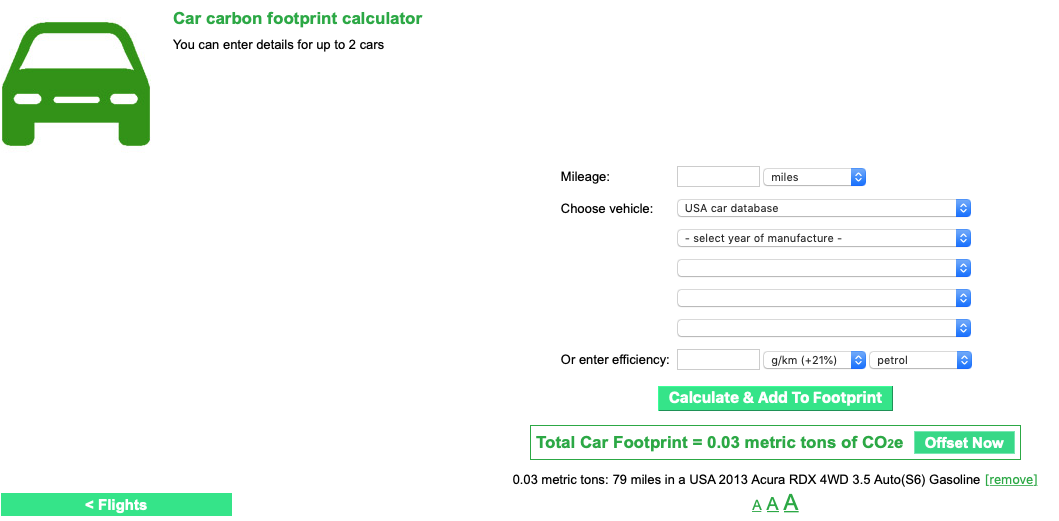 Car carbon footprint calculator
You can enter details for up to 2 cars
Mileage: miles
Choose vehicle: USA car database
- select year of manufacture -
Or enter efficiency: g/km (+21%) petrol
Calculate & Add To Footprint
Total Car Footprint = 0.03 metric tons of CO2e Offset Now
0.03 metric tons: 79 miles in a USA 2013 Acura RDX 4WD 3.5 Auto(S6) Gasoline [remove]
< Flights
A A A